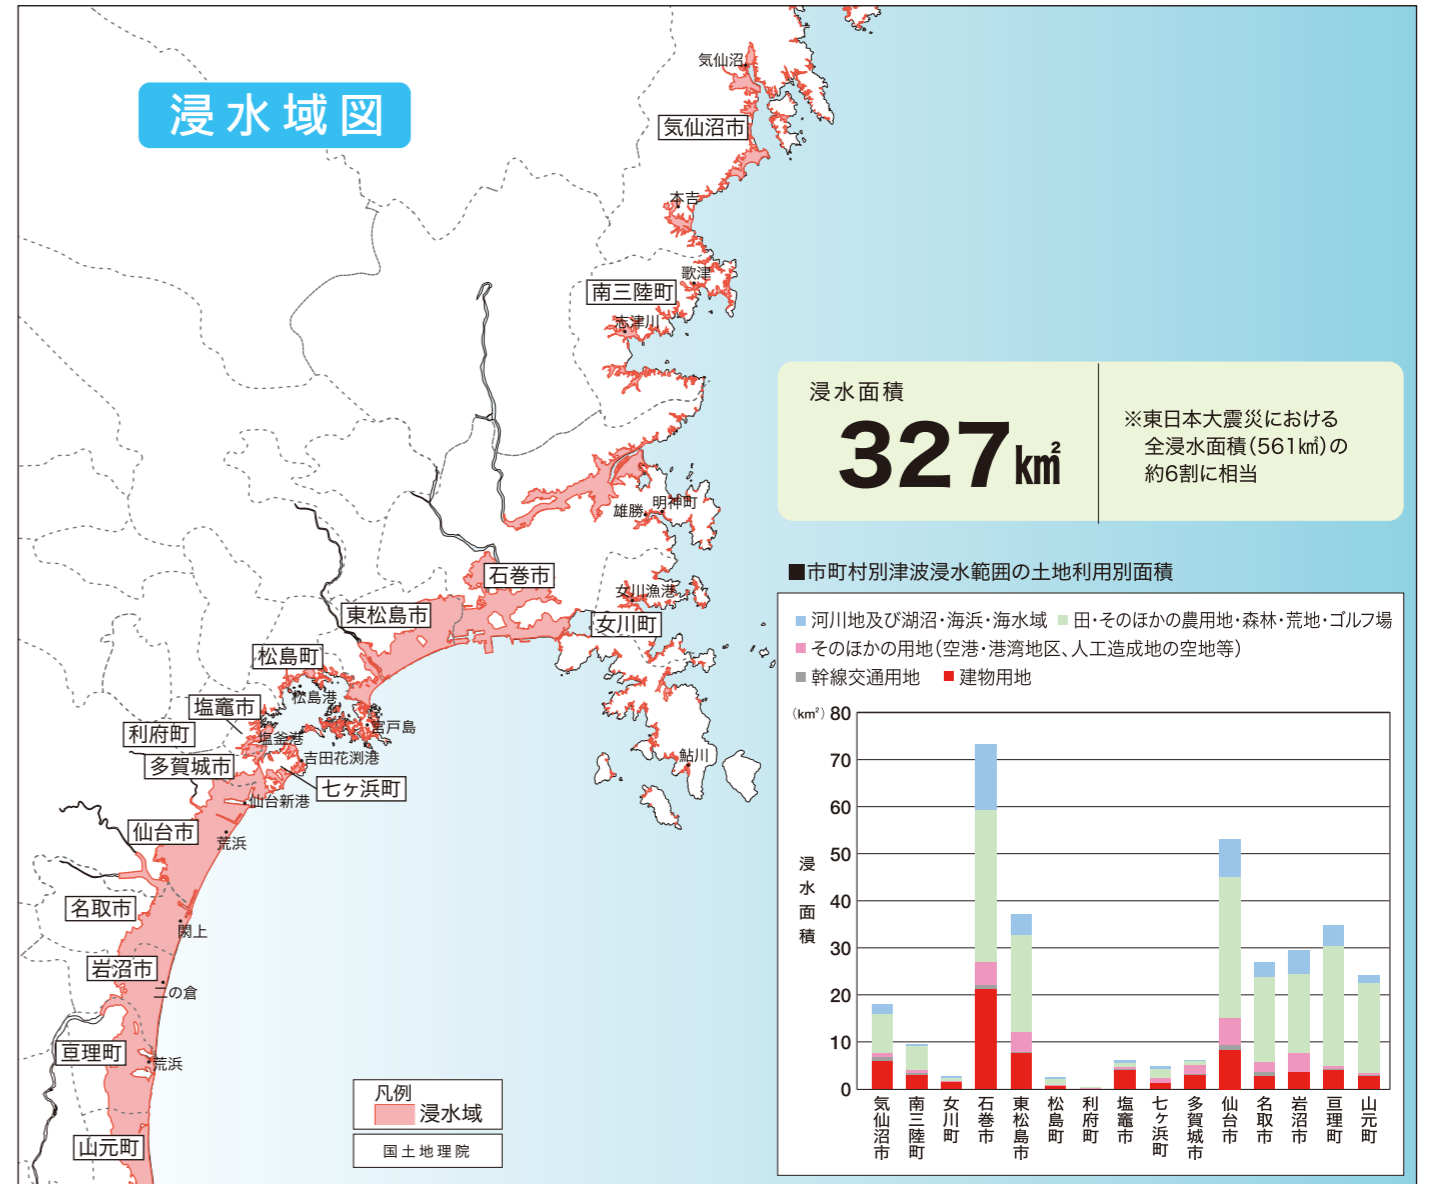 浸水域図
気仙沼
気仙沼市
本吉
歌津
南三陸町
志津川
雄勝
明神町
石巻市
女川漁港
東松島市
女川町
松島町
松島港
塩竈市
宮戸島
利府町
塩釜港
吉田花渕港
多賀城市
七ヶ浜町
鮎川
仙台新港
仙台市
荒浜
名取市
閖上
岩沼市
二の倉
亘理町
荒浜
山元町
凡例
浸水域
国土地理院
浸水面積
327km²
※東日本大震災における
全浸水面積(561㎢)の
約6割に相当
■市町村別津波浸水範囲の土地利用別面積
河川地及び湖沼・海浜・海水域 田・そのほかの農用地・森林・荒地・ゴルフ場
そのほかの用地(空港・港湾地区、人工造成地の空地等)
幹線交通用地 建物用地
(km²)
80
70
60
50
40
30
20
10
0
浸水面積
気仙沼市
南三陸町
女川町
石巻市
東松島市
松島町
利府町
塩竈市
七ヶ浜町
多賀城市
仙台市
名取市
岩沼市
亘理町
山元町